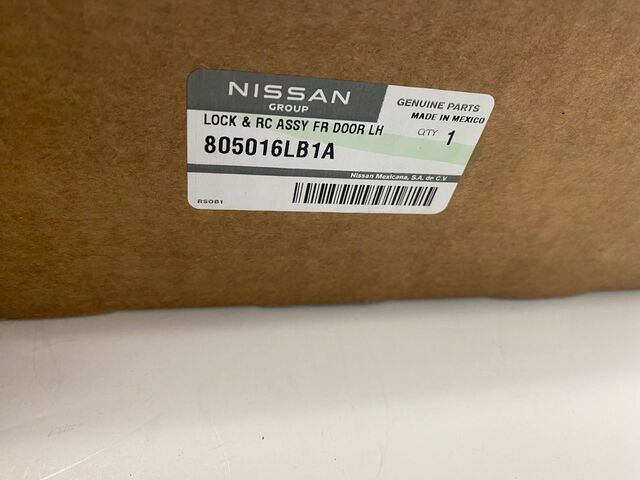 NISSAN
GROUP
GENUINE PARTS
MADE IN MEXICO
LOCK & RC ASSY FR DOOR LH
QTY 1
805016LB1A
Nissan Mexicana, S.A. de C.V
RSOB1